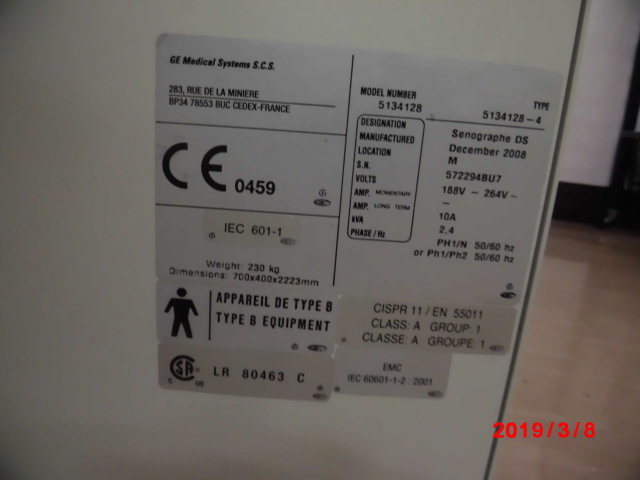 GE Medical Systems S.C.S.
283, RUE DE LA MINIERE
BP34 78553 BUC CEDEX-FRANCE
CE 0459
IEC 601-1
Weight: 230 kg
Dimensions: 700x400x2223mm
MODEL NUMBER TYPE
5134128 5134128-4
DESIGNATION Senographe DS
MANUFACTURED December 2008
LOCATION M
S.N. 572294BU7
VOLTS 188V - 264V~
AMP. MOMENTARY -
AMP. LONG TERM 10A
kVA 2.4
PHASE/Hz PH1/N 50/60 hz
or Ph1/Ph2 50/60 hz
APPAREIL DE TYPE B
TYPE B EQUIPMENT
CISPR 11 / EN 55011
CLASS: A GROUP: 1
CLASSE: A GROUPE: 1
SA
C US
LR 80463 C
EMC
IEC 60601-1-2 : 2001
2019/3/8